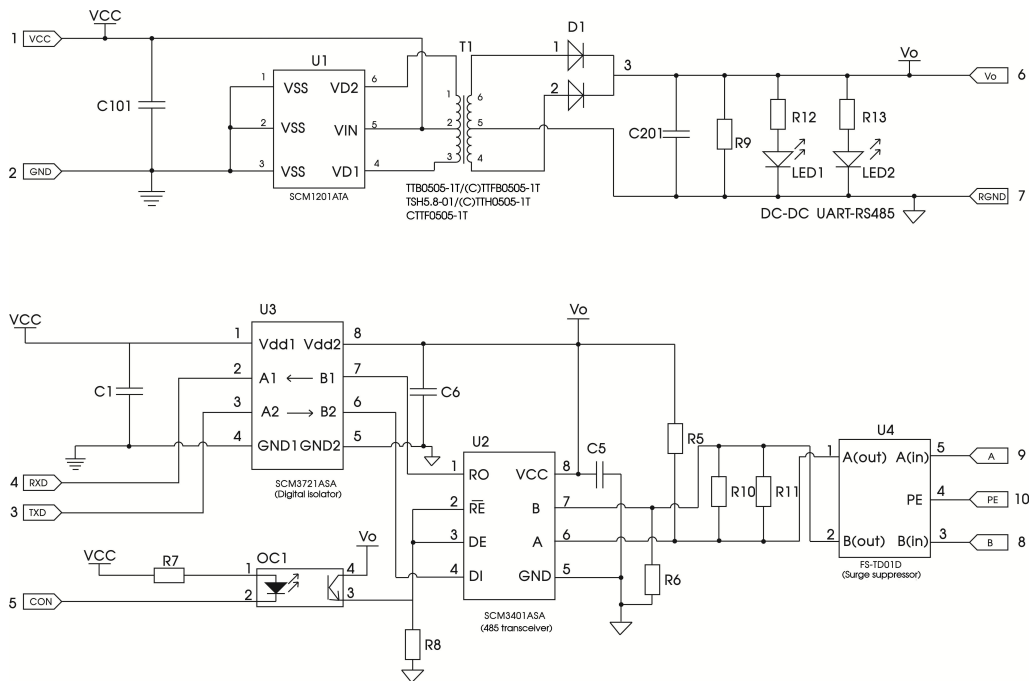 VCC
1 VCC
U1
T1
D1
Vo
1 VSS VD2 6
2 VSS VIN 5
3 VSS VD1 4
SCM1201ATA
C101
2 GND
1 6
2 5
3 4
TTB0505-1T/(C)TTFB0505-1T
TSH5.8-01/(C)TTH0505-1T
CTTF0505-1T
1
2
3
C201
R9
R12
R13
LED1
LED2
Vo 6
RGND 7
DC-DC UART-RS485
VCC
U3
1 Vdd1 Vdd2 8
2 A1 B1 7
3 A2 B2 6
4 GND1 GND2 5
SCM3721ASA
(Digital isolator)
C1
C6
4 RXD
3 TXD
VCC
R7
OC1
1
2
4
3
Vo
5 CON
R8
Vo
U2
1 RO VCC 8
2 RE B 7
3 DE A 6
4 DI GND 5
SCM3401ASA
(485 transceiver)
C5
R5
R6
R10
R11
U4
1 A(out) A(in) 5
PE 4
2 B(out) B(in) 3
FS-TD01D
(Surge suppressor)
A 9
PE 10
B 8